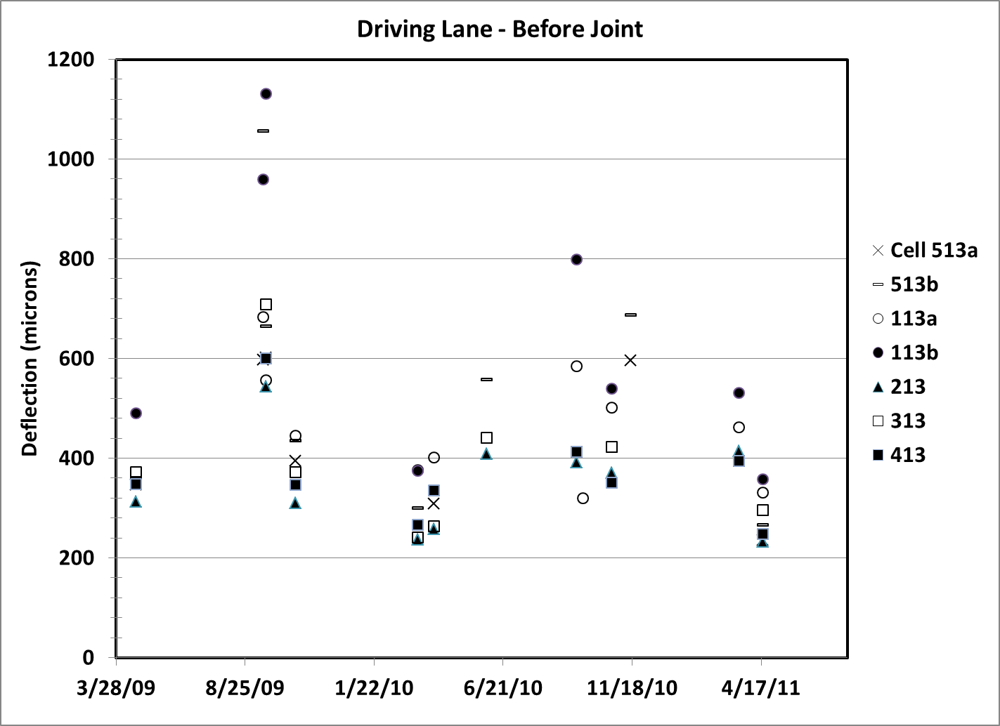 Driving Lane - Before Joint
1200
1000
800
600
400
200
0
Deflection (microns)
3/28/09 8/25/09 1/22/10 6/21/10 11/18/10 4/17/11
Cell 513a
513b
113a
113b
213
313
413